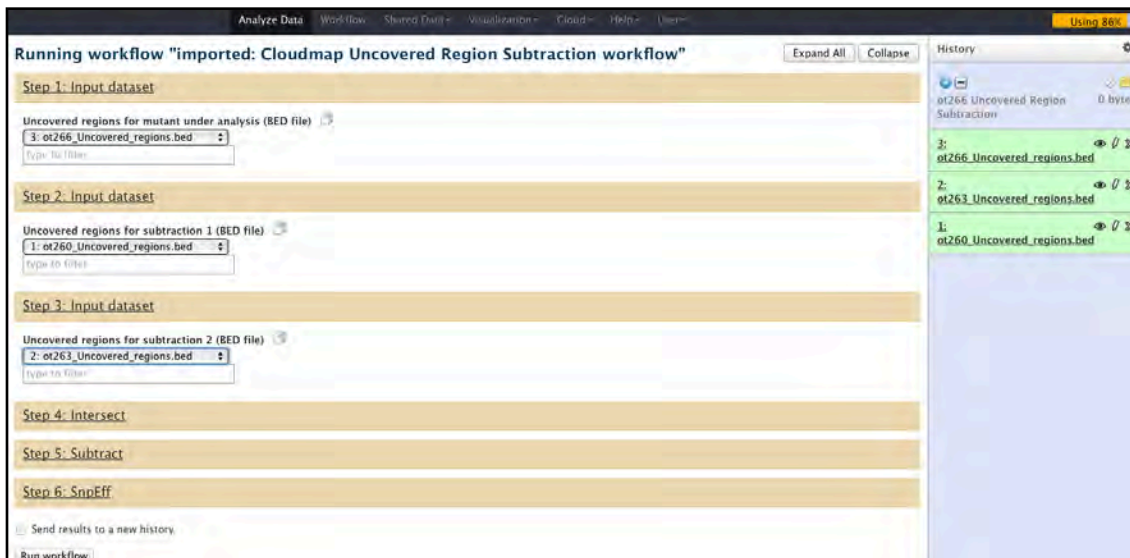 Analyze Data Workflow Shared Data Visualization Cloud Help User
Using 86%
Running workflow "imported: Cloudmap Uncovered Region Subtraction workflow"
Expand All
Collapse
Step 1: Input dataset
Uncovered regions for mutant under analysis (BED file)
3: ot266_Uncovered_regions.bed
type to filter
Step 2: Input dataset
Uncovered regions for subtraction 1 (BED file)
1: ot260_Uncovered_regions.bed
type to filter
Step 3: Input dataset
Uncovered regions for subtraction 2 (BED file)
2: ot263_Uncovered_regions.bed
type to filter
Step 4: Intersect
Step 5: Subtract
Step 6: SnpEff
Send results to a new history
Run workflow
History
ot266 Uncovered Region
0 byte
Subtraction
3:
ot266_Uncovered_regions.bed
2:
ot263_Uncovered_regions.bed
1:
ot260_Uncovered_regions.bed